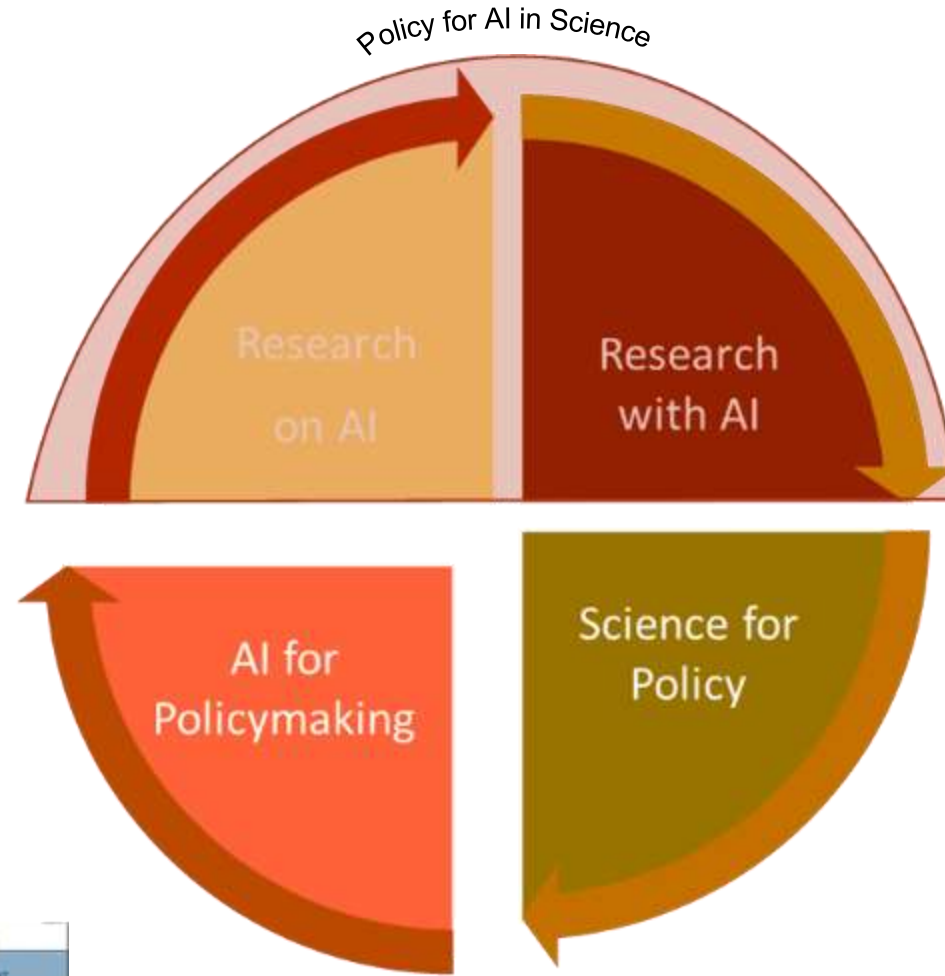 Policy for AI in Science
Research
on AI
Research
with AI
AI for
Policymaking
Science for
Policy